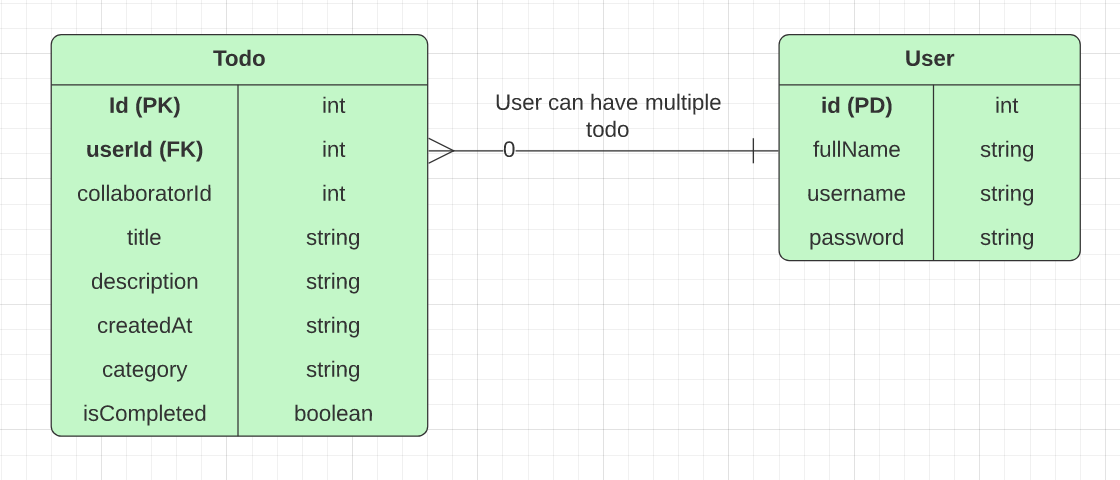 Todo
Id (PK) int
userId (FK) int
collaboratorId int
title string
description string
createdAt string
category string
isCompleted boolean
User can have multiple
todo
0
User
id (PD) int
fullName string
username string
password string